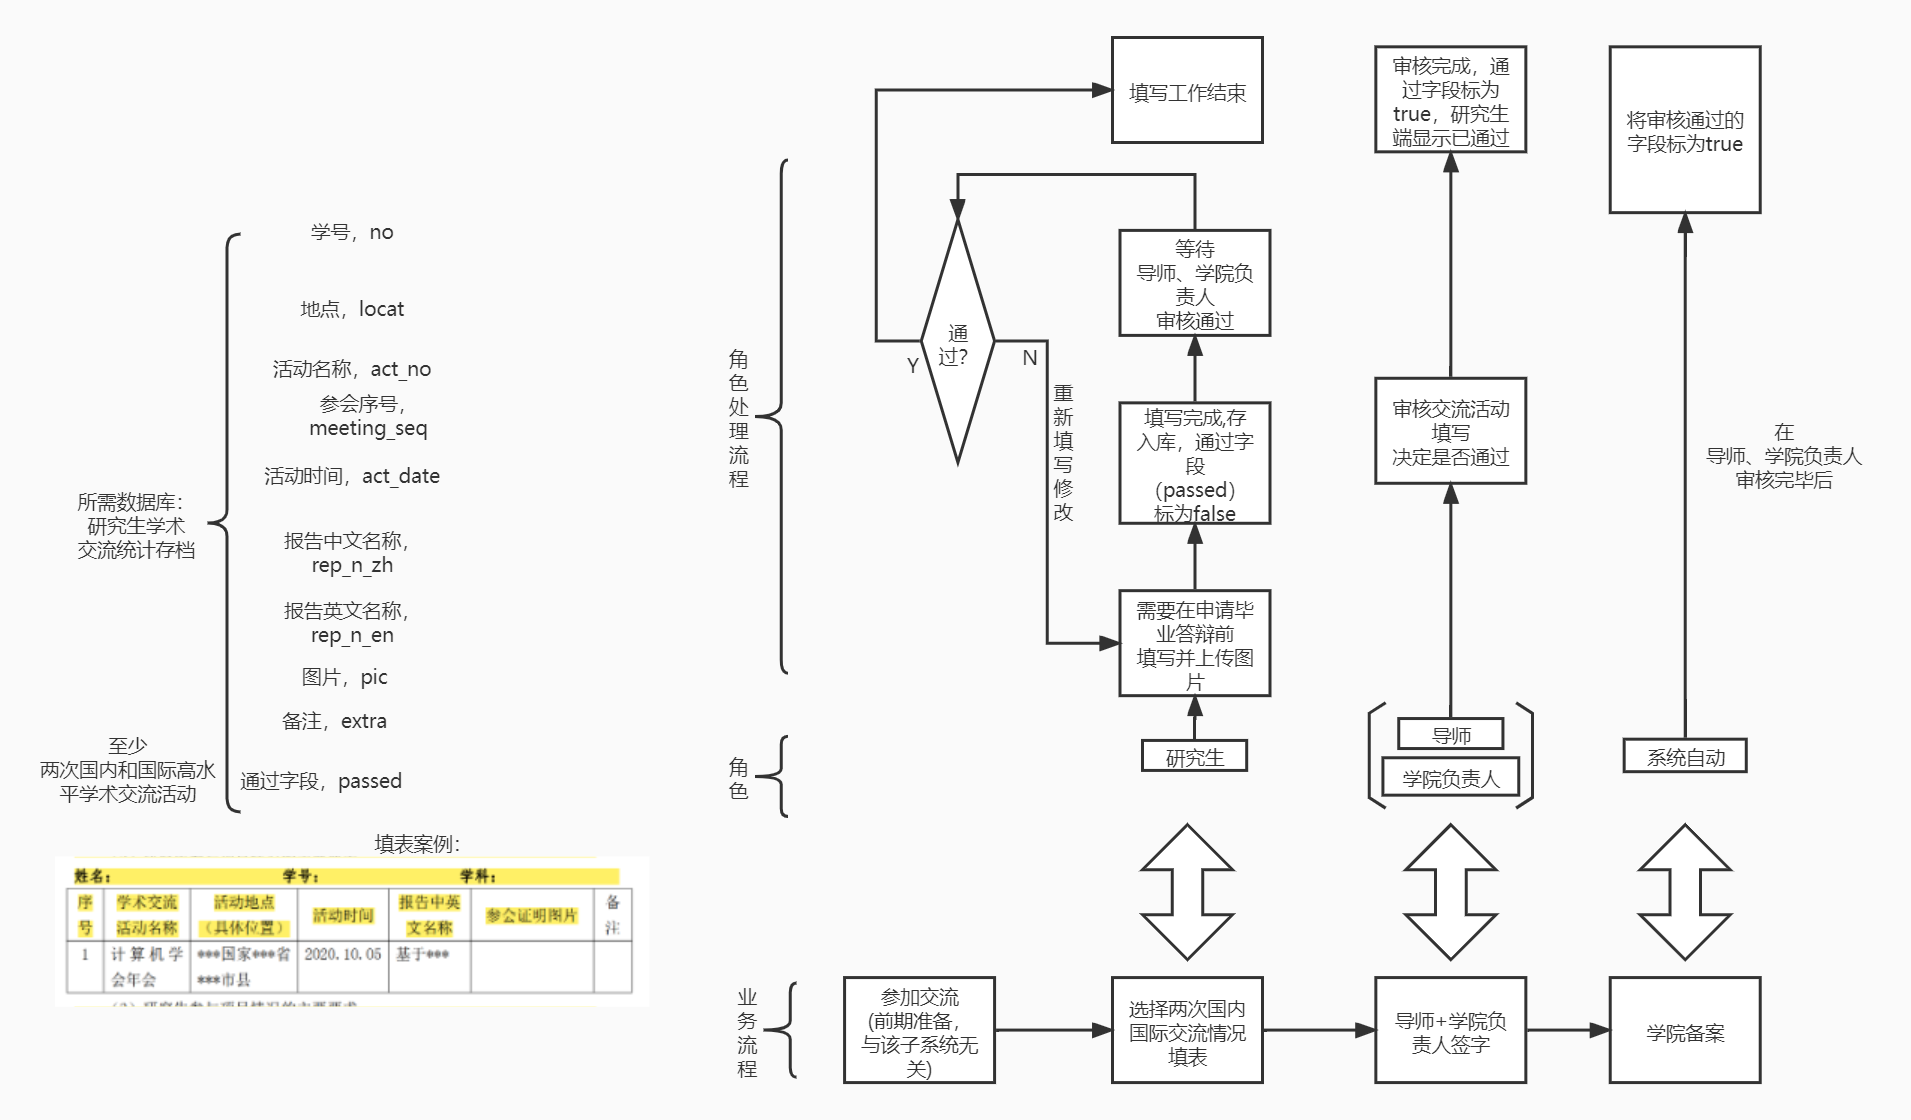 学号，no
地点，locat
活动名称，act_no
参会序号，
meeting_seq
活动时间，act_date
所需数据库：
研究生学术
交流统计存档
报告中文名称，
rep_n_zh
报告英文名称，
rep_n_en
图片，pic
备注，extra
至少
两次国内和国际高水
平学术交流活动
通过字段，passed
填表案例：
姓名： 学号： 学科：
序号
学术交流
活动名称
活动地点
（具体位置）
活动时间
报告中英
文名称
参会证明图片
备注
1
计算机学
会年会
***国家***省
***市县
2020.10.05
基于***
角色处理流程
填写工作结束
通
过？
Y
N
重新填写修改
等待
导师、学院负
责人
审核通过
填写完成,存
入库，通过字
段
（passed）
标为false
需要在申请毕
业答辩前
填写并上传图
片
审核完成，通
过字段标为
true，研究生
端显示已通过
审核交流活动
填写
决定是否通过
将审核通过的
字段标为true
在
导师、学院负责人
审核完毕后
角色
研究生
导师
学院负责人
系统自动
业务流程
参加交流
(前期准备，
与该子系统无
关)
选择两次国内
国际交流情况
填表
导师+学院负
责人签字
学院备案